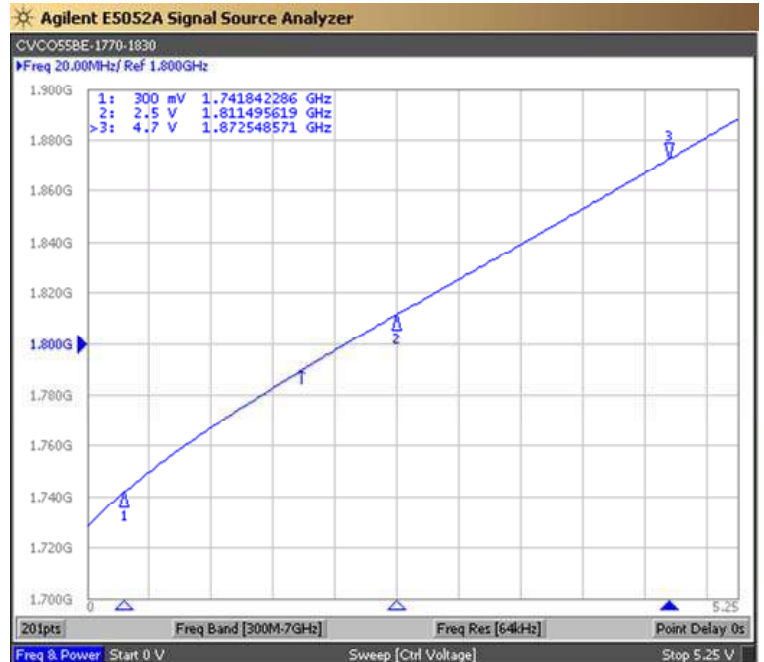 Agilent E5052A Signal Source Analyzer
CVCO55BE-1770-1830
Freq 20.00MHz/ Ref 1.800GHz
1.900G
1: 300 mV 1.741842286 GHz
2: 2.5 V 1.811495619 GHz
>3: 4.7 V 1.872548571 GHz
3
1.880G
1.860G
1.840G
1.820G
1.800G
2
1.780G
1.760G
1.740G
1
1.720G
1.700G
0 5.25
201pts Freq Band [300M-7GHz] Freq Res [64kHz] Point Delay 0s
Freq & Power Start 0 V Sweep [Ctrl Voltage] Stop 5.25 V